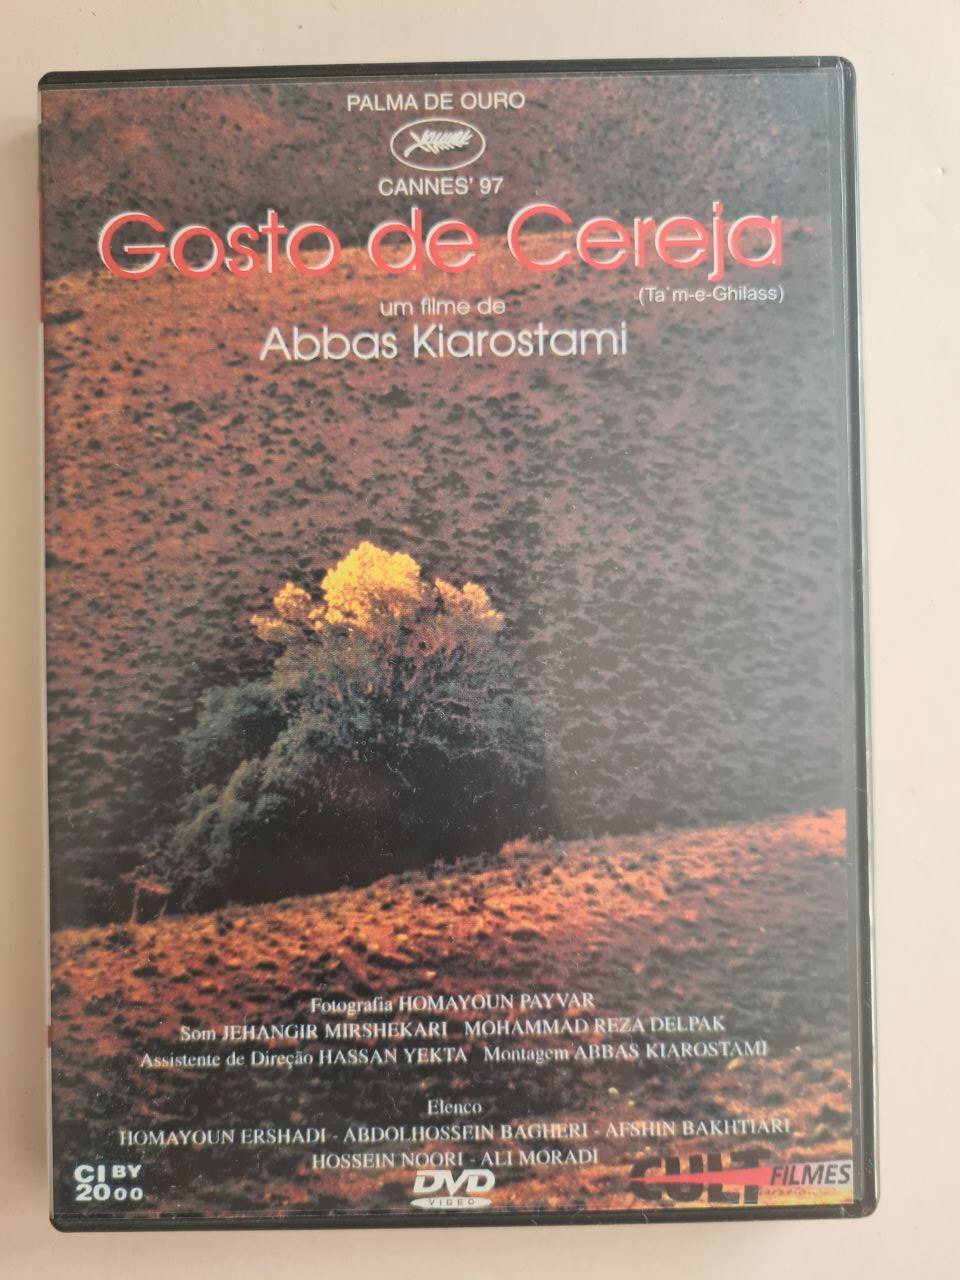 PALMA DE OURO
CANNES' 97
Gosto de Cereja
(Ta'm-e-Ghilass)
um filme de
Abbas Kiarostami
Fotografia HOMAYOUN PAYVAR
Som JEHANGIR MIRSHEKARI MOHAMMAD REZA DELPAK
Assistente de Direção HASSAN YEKTA Montagem ABBAS KIAROSTAMI
Elenco
HOMAYOUN ERSHADI - ABDOLHOSSEIN BAGHERI - AFSHIN BAKHTIARI
HOSSEIN NOORI - ALI MORADI
CI BY
2000
DVD
VIDEO
CULT FILMES